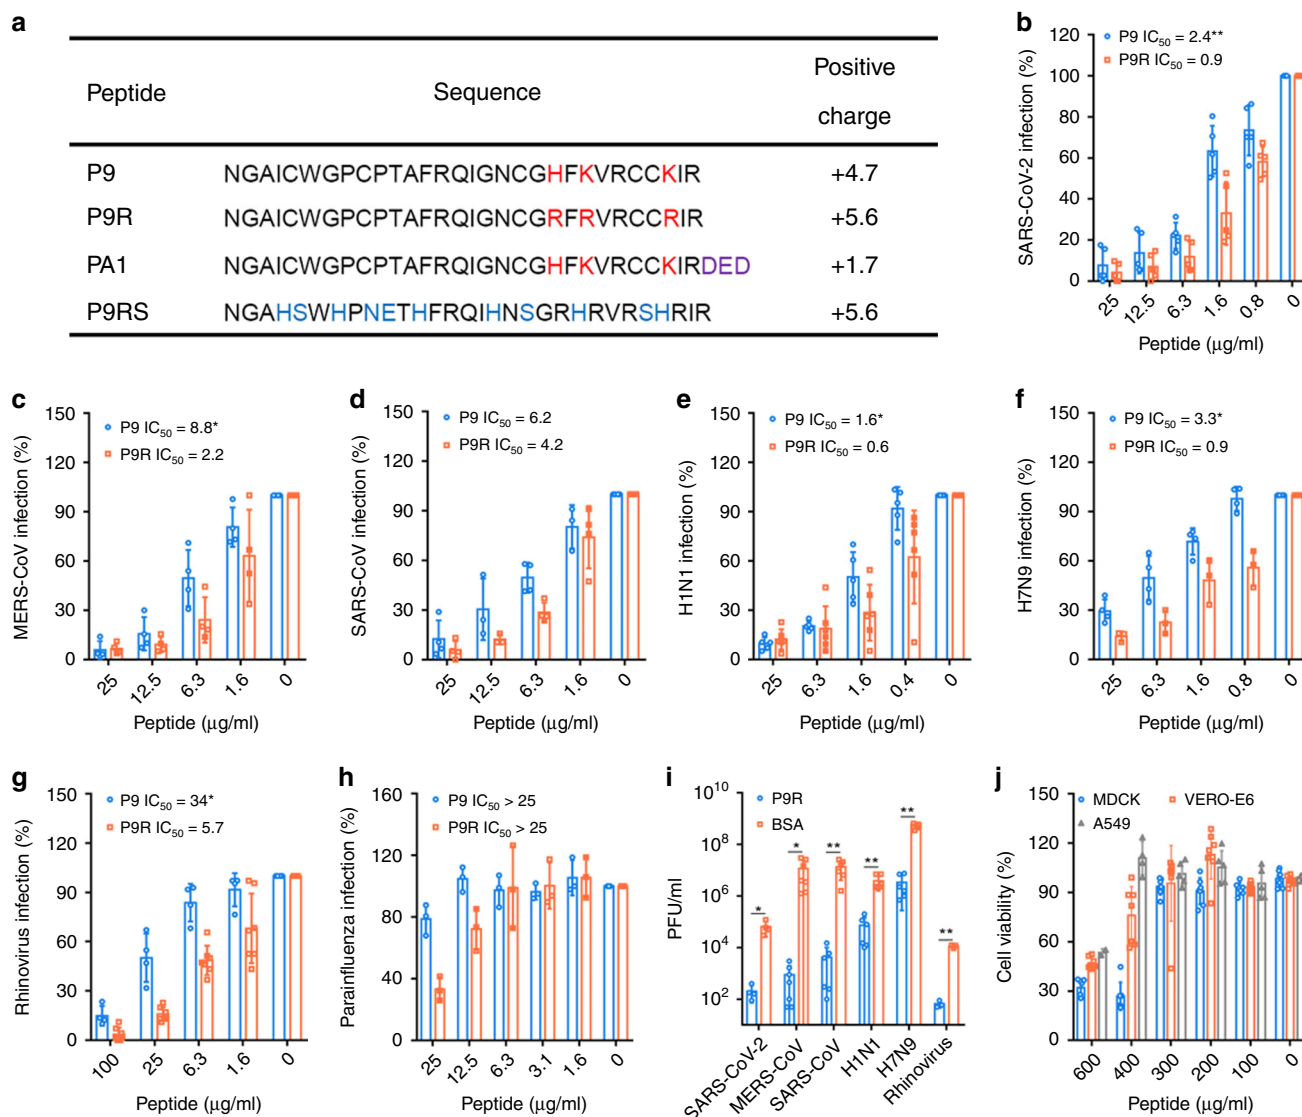 a
Peptide Sequence Positive charge
P9 NGAICWGPCPTAFRQIGNCGHFKVRCCKIR +4.7
P9R NGAICWGPCPTAFRQIGNCGRFRVRCCRIR +5.6
PA1 NGAICWGPCPTAFRQIGNCGHFKVRCCKIRDED +1.7
P9RS NGAHSWHPNETHFRQIHNSGRHRVRSHRIR +5.6
b
P9 IC50 = 2.4**
P9R IC50 = 0.9
SARS-CoV-2 infection (%)
120
100
80
60
40
20
0
25 12.5 6.3 1.6 0.8 0
Peptide (μg/ml)
c
P9 IC50 = 8.8*
P9R IC50 = 2.2
MERS-CoV infection (%)
150
120
90
60
30
0
25 12.5 6.3 1.6 0
Peptide (μg/ml)
d
P9 IC50 = 6.2
P9R IC50 = 4.2
SARS-CoV infection (%)
150
120
90
60
30
0
25 12.5 6.3 1.6 0
Peptide (μg/ml)
e
P9 IC50 = 1.6*
P9R IC50 = 0.6
H1N1 infection (%)
150
120
90
60
30
0
25 6.3 1.6 0.4 0
Peptide (μg/ml)
f
P9 IC50 = 3.3*
P9R IC50 = 0.9
H7N9 infection (%)
150
120
90
60
30
0
25 6.3 1.6 0.8 0
Peptide (μg/ml)
g
P9 IC50 = 34*
P9R IC50 = 5.7
Rhinovirus infection (%)
150
120
90
60
30
0
100 25 6.3 1.6 0
Peptide (μg/ml)
h
P9 IC50 > 25
P9R IC50 > 25
Parainfluenza infection (%)
160
120
80
40
0
25 12.5 6.3 3.1 1.6 0
Peptide (μg/ml)
i
P9R
BSA
PFU/ml
10^10
10^8
10^6
10^4
10^2
* * ** ** ** **
SARS-CoV-2 MERS-CoV SARS-CoV H1N1 H7N9 Rhinovirus
j
MDCK VERO-E6
A549
Cell viability (%)
150
120
90
60
30
0
600 400 300 200 100 0
Peptide (μg/ml)